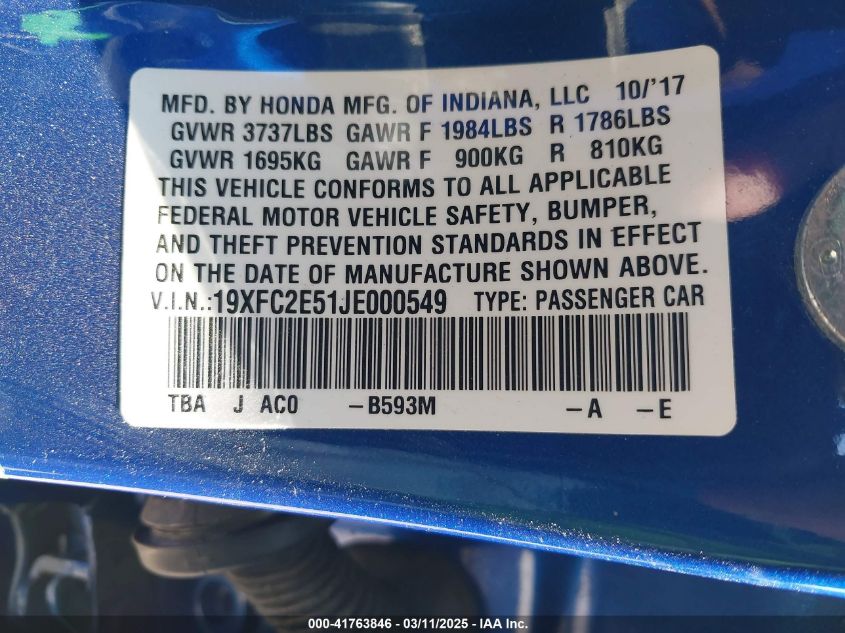 MFD. BY HONDA MFG. OF INDIANA, LLC 10/'17
GVWR 3737LBS GAWR F 1984LBS R 1786LBS
GVWR 1695KG GAWR F 900KG R 810KG
THIS VEHICLE CONFORMS TO ALL APPLICABLE
FEDERAL MOTOR VEHICLE SAFETY, BUMPER,
AND THEFT PREVENTION STANDARDS IN EFFECT
ON THE DATE OF MANUFACTURE SHOWN ABOVE.
V.I.N.:19XFC2E51JE000549 TYPE: PASSENGER CAR
TBA J AC0 -B593M -A -E
000-41763846 - 03/11/2025 - IAA Inc.